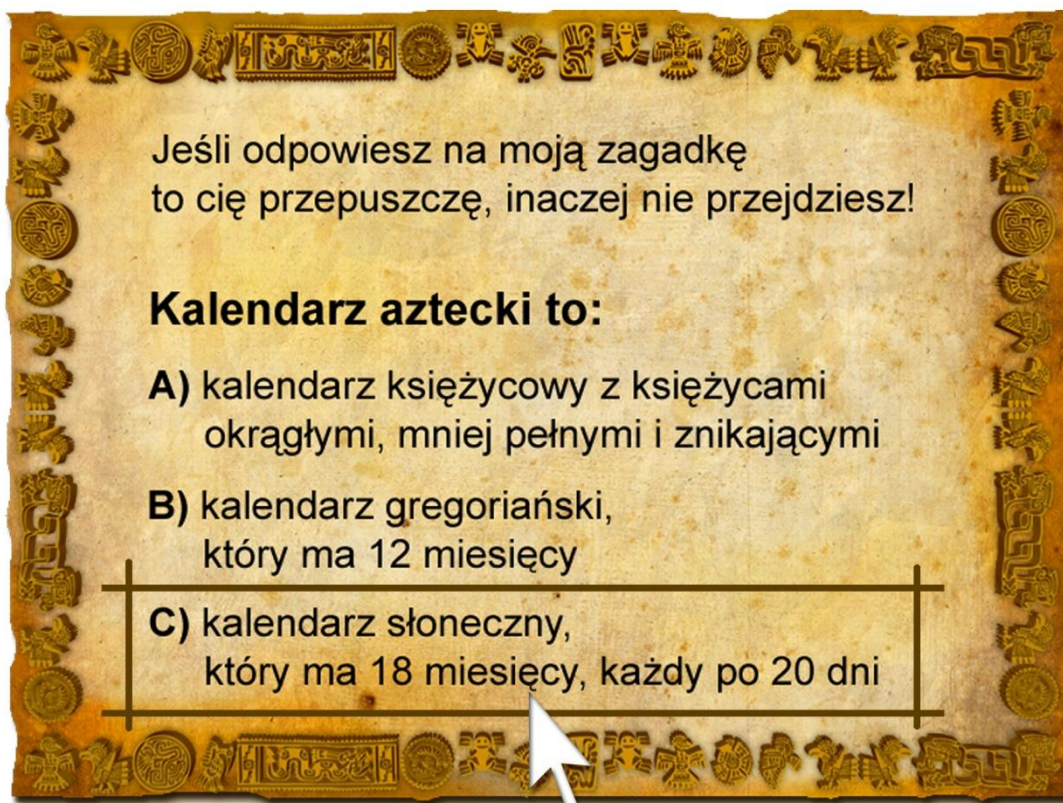 Jeśli odpowiesz na moją zagadkę
to cię przepuszczę, inaczej nie przejdziesz!
Kalendarz aztecki to:
A) kalendarz księżycowy z księżycami
okrągłymi, mniej pełnymi i znikającymi
B) kalendarz gregoriański,
który ma 12 miesięcy
C) kalendarz słoneczny,
który ma 18 miesięcy, każdy po 20 dni